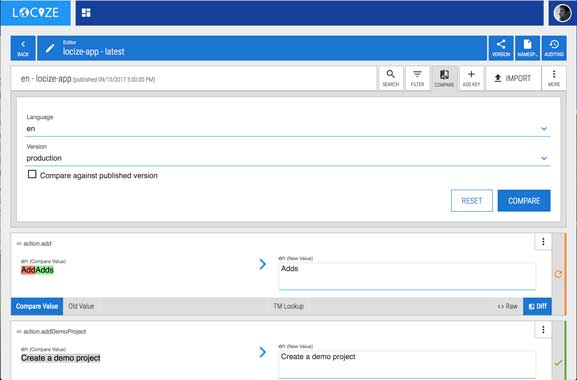 LOCIZE
Editor
locize-app - latest
BACK
VERSION
NAMESP...
AUDITING
en - locize-app (published 09/10/2017 5:00:00 PM)
SEARCH
FILTER
COMPARE
ADD KEY
IMPORT
MORE
Language
en
Version
production
Compare against published version
RESET
COMPARE
action.add
en (Compare Value)
AddAdds
en (New Value)
Adds
Compare Value
Old Value
TM Lookup
<> Raw
Diff
action.addDemoProject
en (Compare Value)
Create a demo project
en (New Value)
Create a demo project